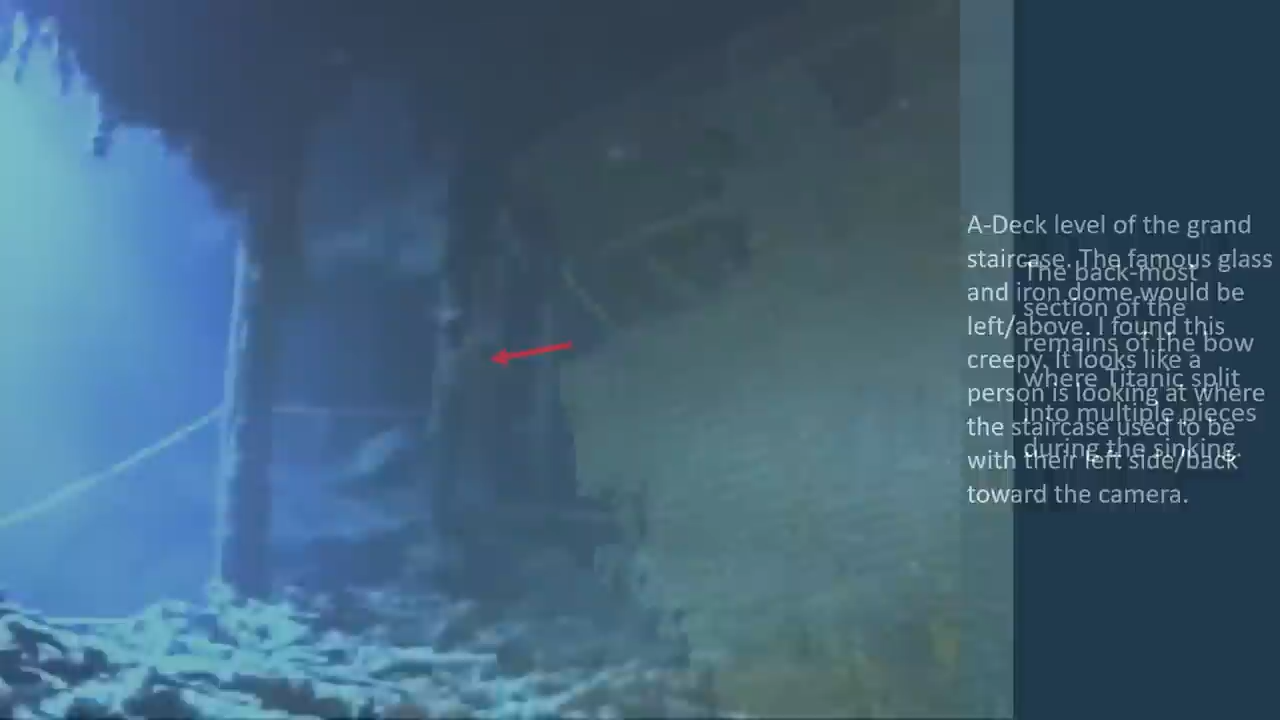 A-Deck level of the grand
staircase. The famous glass
and iron dome would be
left/above. I found this
creepy. It looks like a
person is looking at where
the staircase used to be
with their left side/back
toward the camera.
The back-most
section of the
remains of the bow
where Titanic split
into multiple pieces
during the sinking.